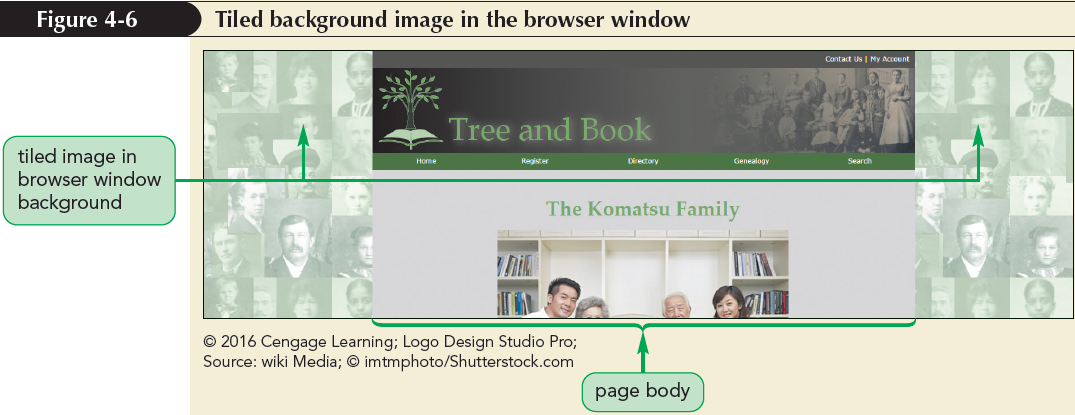 Figure 4-6
Tiled background image in the browser window
Contact Us | My Account
Tree and Book
Home Register Directory Genealogy Search
tiled image in
browser window
background
The Komatsu Family
© 2016 Cengage Learning; Logo Design Studio Pro;
Source: wiki Media; © imtmphoto/Shutterstock.com
page body